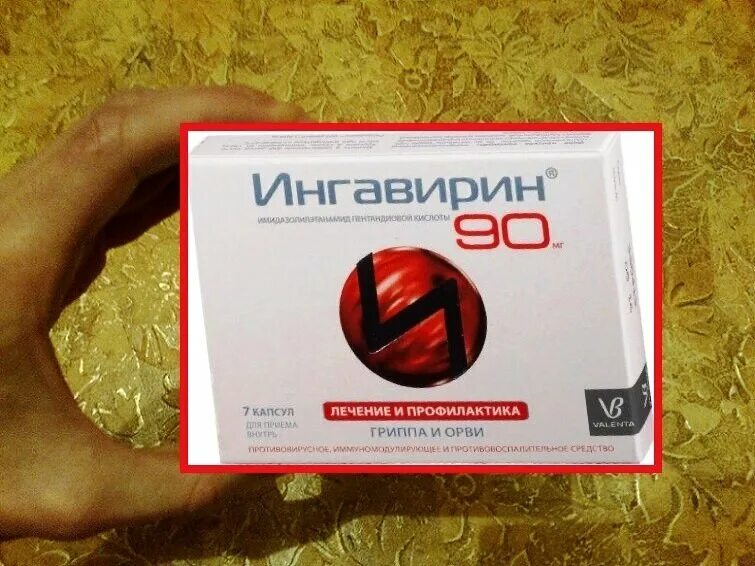 Ингавирин®
имидазолилэтанамид пентандиовой кислоты
90 мг
7 капсул
для приема
внутрь
ЛЕЧЕНИЕ И ПРОФИЛАКТИКА
ГРИППА И ОРВИ
VALENTA
ПРОТИВОВИРУСНОЕ, ИММУНОМОДУЛИРУЮЩЕЕ И ПРОТИВОВОСПАЛИТЕЛЬНОЕ СРЕДСТВО